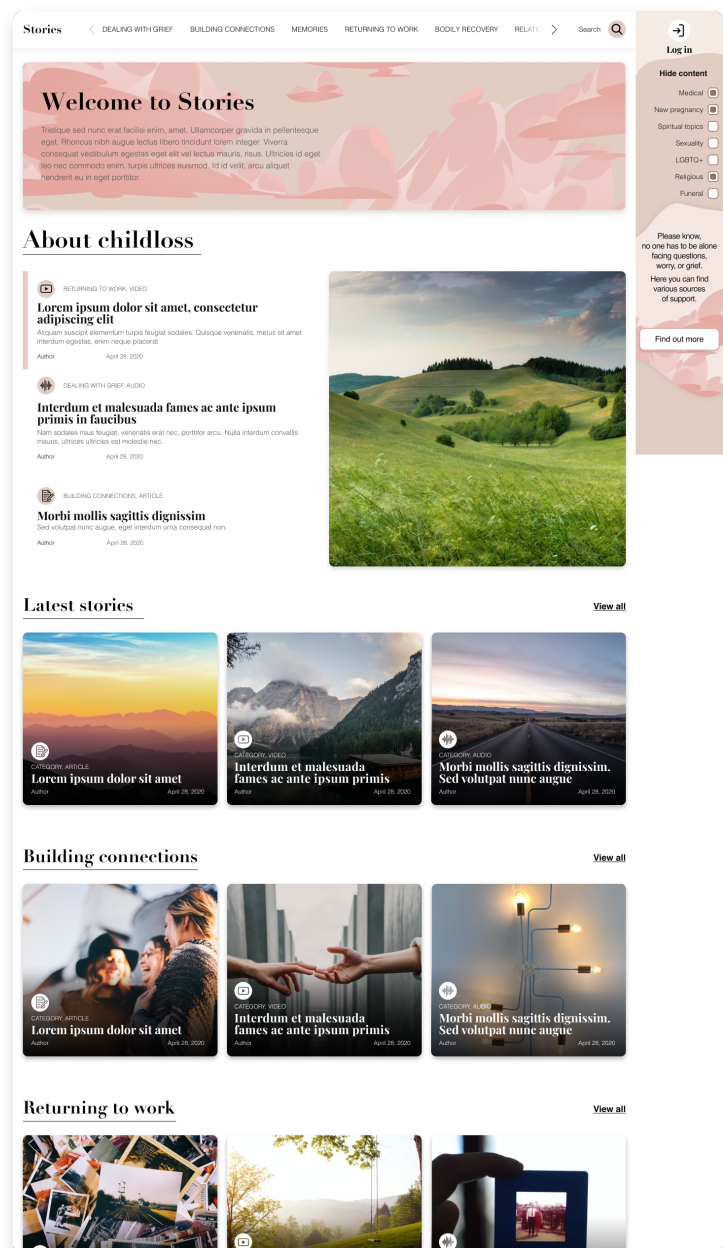 Stories
DEALING WITH GRIEF
BUILDING CONNECTIONS
MEMORIES
RETURNING TO WORK
BODILY RECOVERY
Search
Log in
Hide content
Medical
New pregnancy
Spiritual topics
Sexuality
LGBTQ+
Religious
Funeral
Please know,
no one has to be alone
facing questions,
worry, or grief.
Here you can find
various sources
of support.
Find out more
Welcome to Stories
Tristique sed nunc erat facilisi enim, amet. Ullamcorper gravida in pellentesque
eget. Rhoncus nibh augue lectus libero tincidunt lorem integer. Viverra
consequat vestibulum egestas eget elit vel lectus mauris, risus. Ultricies id eget
leo nec commodo enim, turpis ultrices euismod. Id id velit, arcu aliquet
hendrerit eu in eget porttitor.
About childloss
RETURNING TO WORK, VIDEO
Lorem ipsum dolor sit amet, consectetur
adipiscing elit
Aliquam suscipit elementum turpis feugiat sodales. Quisque venenatis, metus sit amet
interdum egestas, enim neque placerat
Author April 28, 2020
DEALING WITH GRIEF, AUDIO
Interdum et malesuada fames ac ante ipsum
primis in faucibus
Nam sodales risus feugiat, venenatis erat nec, porttitor arcu. Nulla interdum convallis
mauris, ultrices ultricies est molestie nec.
Author April 28, 2020
BUILDING CONNECTIONS, ARTICLE
Morbi mollis sagittis dignissim
Sed volutpat nunc augue, eget interdum urna consequat non.
Author April 28, 2020
Latest stories
View all
CATEGORY, ARTICLE
Lorem ipsum dolor sit amet
Author April 28, 2020
CATEGORY, VIDEO
Interdum et malesuada
fames ac ante ipsum primis
Author April 28, 2020
CATEGORY, AUDIO
Morbi mollis sagittis dignissim.
Sed volutpat nunc augue
Author April 28, 2020
Building connections
View all
CATEGORY, ARTICLE
Lorem ipsum dolor sit amet
Author April 28, 2020
CATEGORY, VIDEO
Interdum et malesuada
fames ac ante ipsum primis
Author April 28, 2020
CATEGORY, AUDIO
Morbi mollis sagittis dignissim.
Sed volutpat nunc augue
Author April 28, 2020
Returning to work
View all